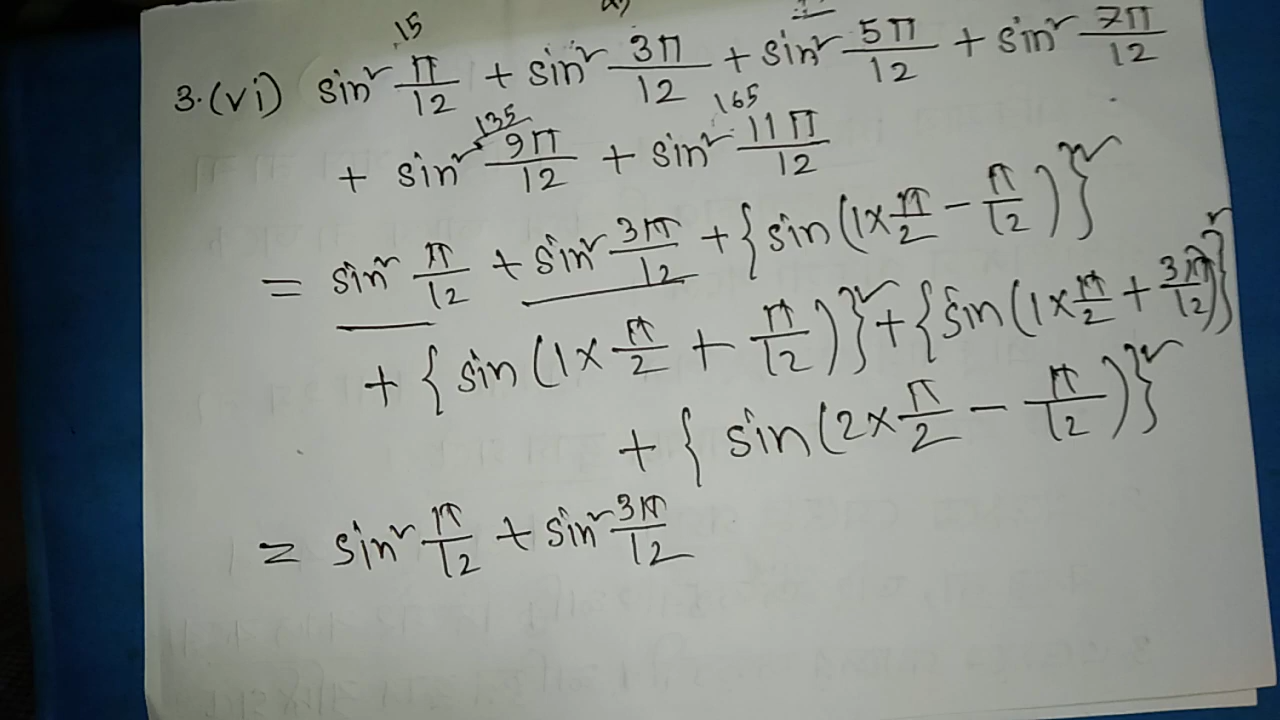 15
3.(vi) sin² π/12 + sin² 3π/12 + sin² 5π/12 + sin² 7π/12
135 165
+ sin² 9π/12 + sin² 11π/12
= sin² π/12 + sin² 3π/12 + {sin(1×π/2 - π/12)}²
+ {sin(1×π/2 + π/12)}² + {sin(1×π/2 + 3π/12)}²
+ {sin(2×π/2 - π/12)}²
= sin² π/12 + sin² 3π/12